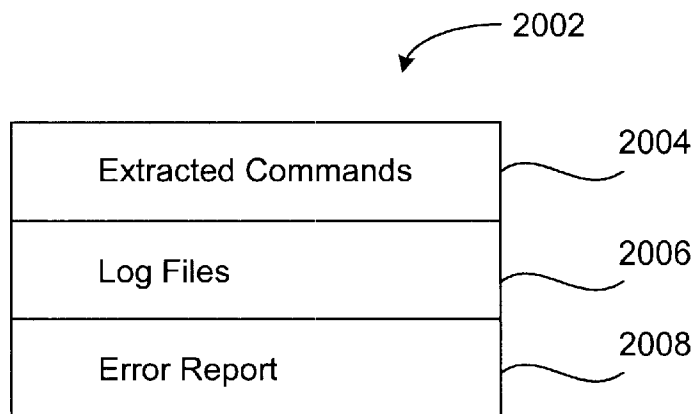 2002
Extracted Commands
2004
Log Files
2006
Error Report
2008